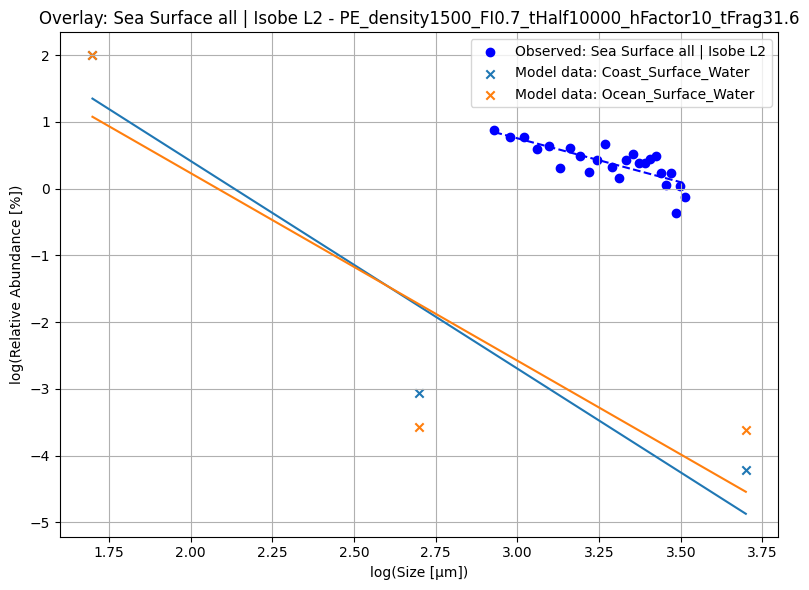 Overlay: Sea Surface all | Isobe L2 - PE_density1500_FI0.7_tHalf10000_hFactor10_tFrag31.6
Observed: Sea Surface all | Isobe L2
Model data: Coast_Surface_Water
Model data: Ocean_Surface_Water
log(Relative Abundance [%])
2
1
0
−1
−2
−3
−4
−5
1.75 2.00 2.25 2.50 2.75 3.00 3.25 3.50 3.75
log(Size [μm])